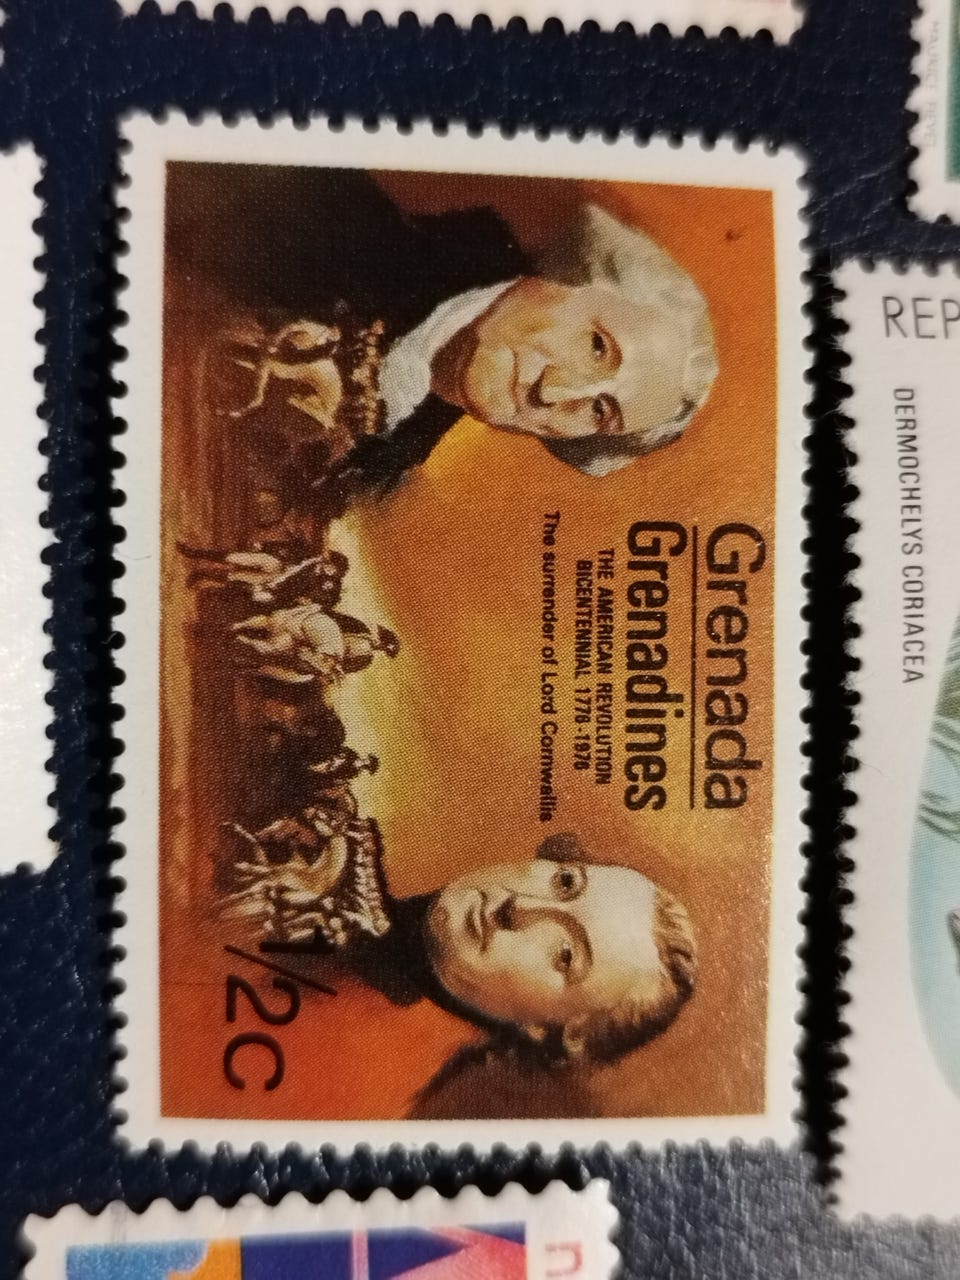 Grenada
Grenadines
THE AMERICAN REVOLUTION
BICENTENNIAL 1776-1976
The surrender of Lord Cornwallis
1/2c
REP
DERMOCHELYS CORIACEA